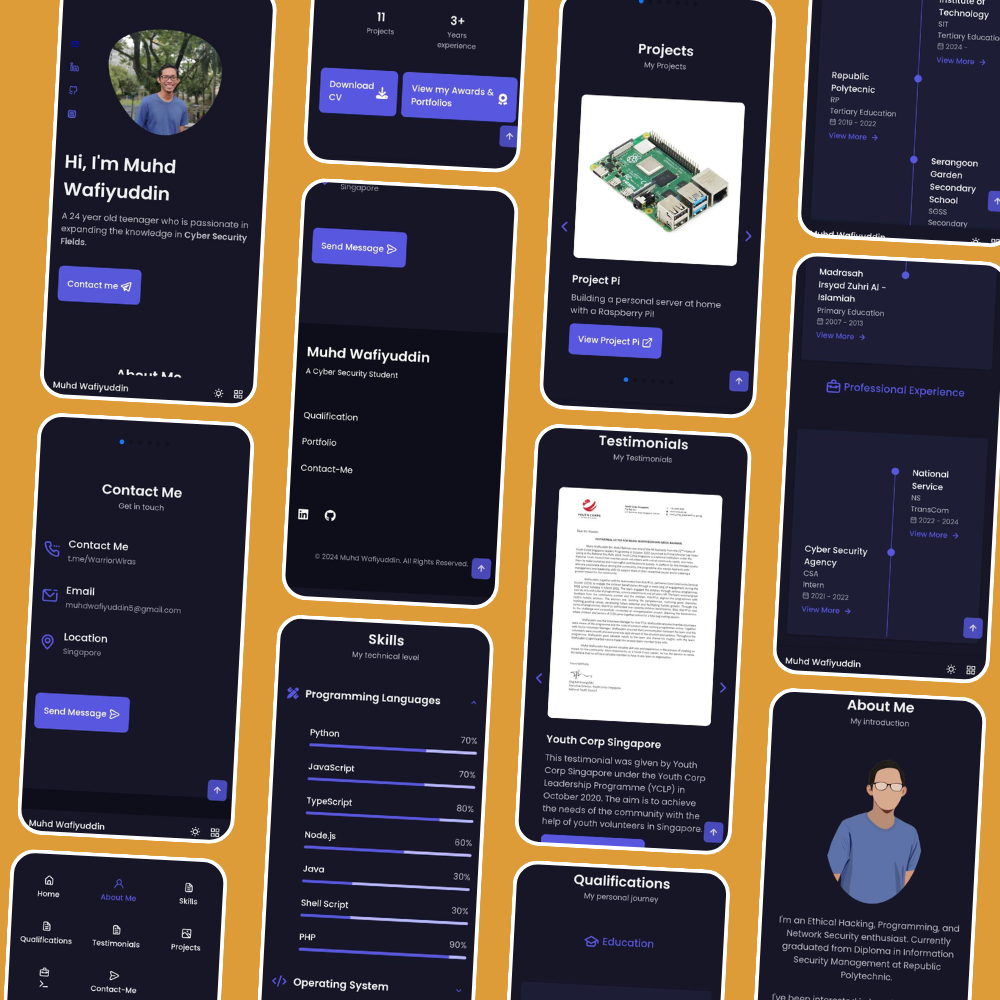 Hi, I'm Muhd
Wafiyuddin
A 24 year old teenager who is passionate in
expanding the knowledge in Cyber Security
Fields.
Contact me
About Me
Muhd Wafiyuddin
Contact Me
Get in touch
Contact Me
t.me/WarriorWiras
Email
muhdwafiyuddin5@gmail.com
Location
Singapore
Send Message
Muhd Wafiyuddin
Home
About Me
Skills
Qualifications
Testimonials
Projects
Contact-Me
11
Projects
3+
Years
experience
Download
CV
View my Awards &
Portfolios
Singapore
Send Message
Muhd Wafiyuddin
A Cyber Security Student
Qualification
Portfolio
Contact-Me
© 2024 Muhd Wafiyuddin. All Rights Reserved.
Skills
My technical level
Programming Languages
Python
70%
JavaScript
70%
TypeScript
80%
Node.js
60%
Java
30%
Shell Script
30%
PHP
90%
Operating System
Projects
My Projects
Project Pi
Building a personal server at home
with a Raspberry Pi!
View Project Pi
Testimonials
My Testimonials
Youth Corp Singapore
This testimonial was given by Youth
Corp Singapore under the Youth Corp
Leadership Programme (YCLP) in
October 2020. The aim is to achieve
the needs of the community with the
help of youth volunteers in Singapore.
Qualifications
My personal journey
Education
Institute of
Technology
SIT
Tertiary Education
2024 -
View More
Republic
Polytecnic
RP
Tertiary Education
2019 - 2022
View More
Serangoon
Garden
Secondary
School
SGSS
Secondary
Muhd Wafiyuddin
Madrasah
Irsyad Zuhri Al -
Islamiah
Primary Education
2007 - 2013
View More
Professional Experience
National
Service
NS
TransCom
2022 - 2024
View More
Cyber Security
Agency
CSA
Intern
2021 - 2022
View More
Muhd Wafiyuddin
About Me
My introduction
I'm an Ethical Hacking, Programming, and
Network Security enthusiast. Currently
graduated from Diploma in Information
Security Management at Republic
Polytechnic.
I've been interested in